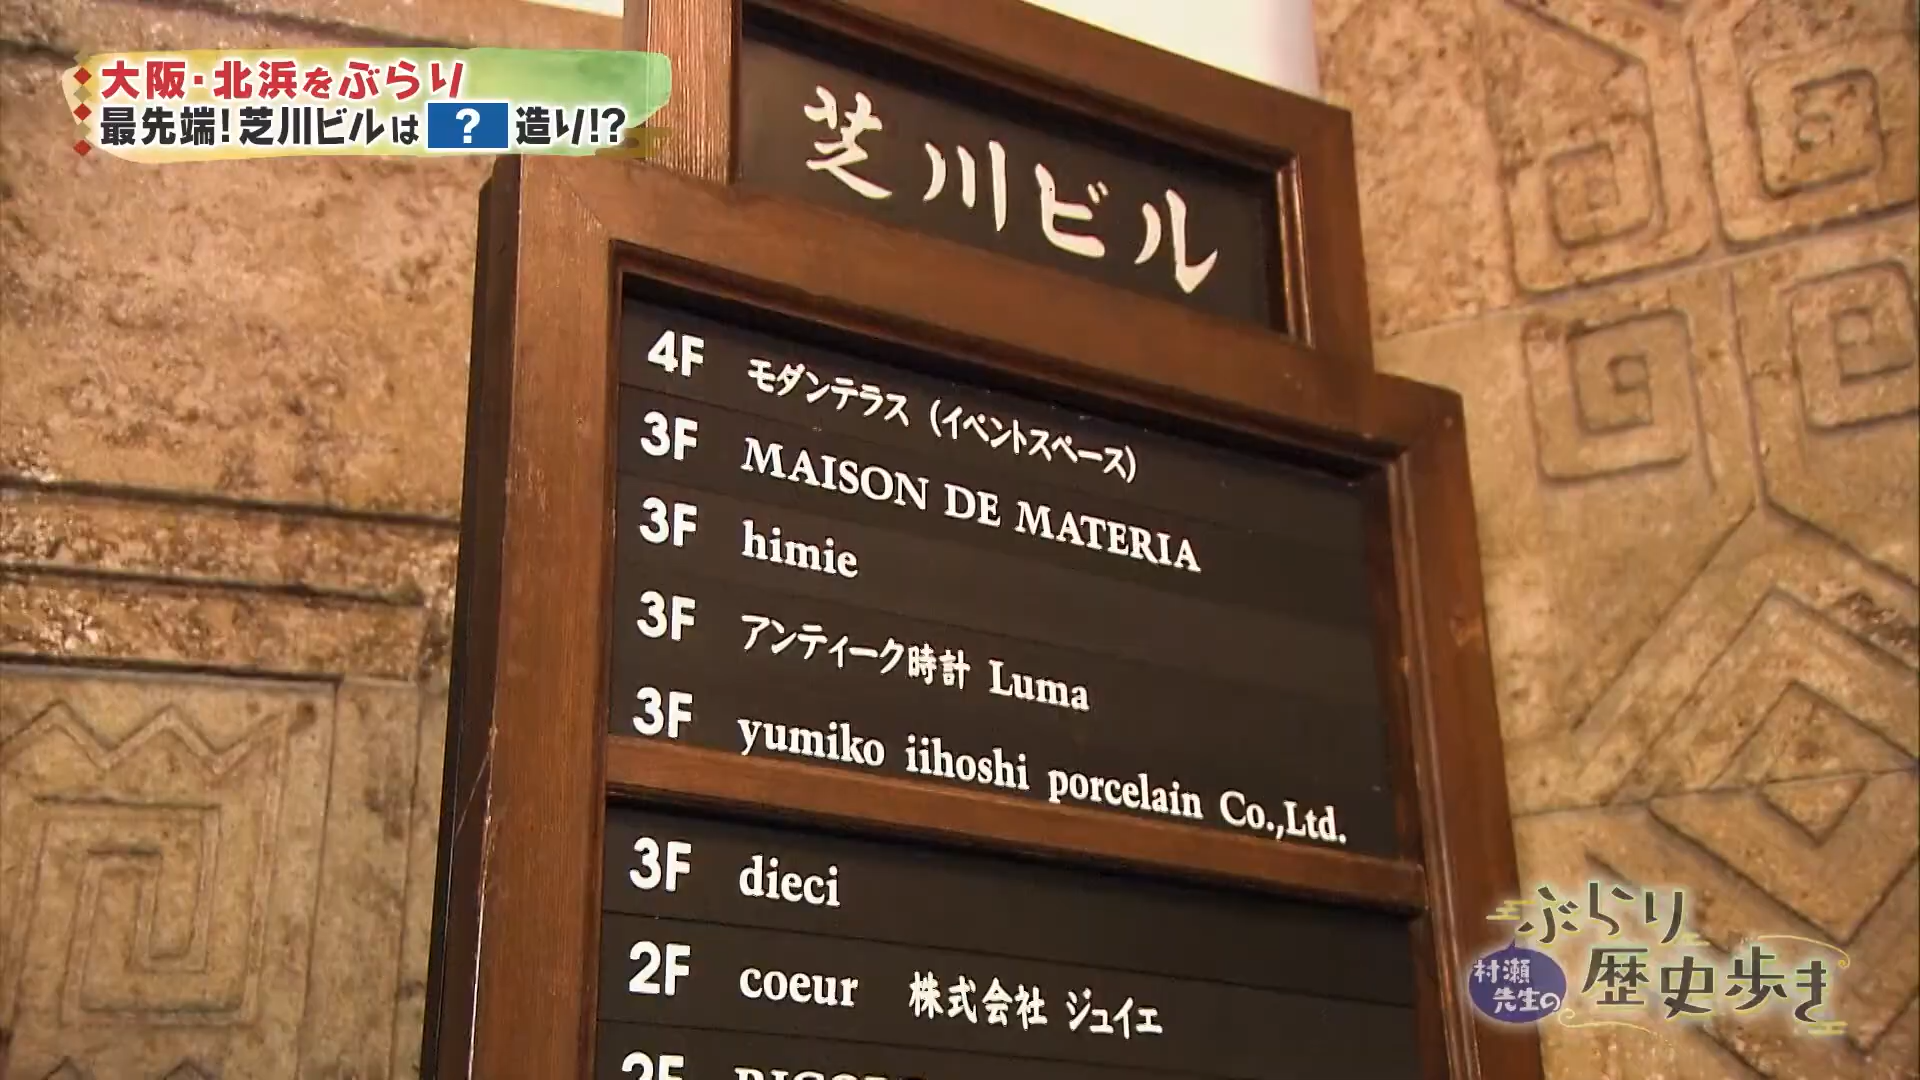 大阪・北浜をぶらり
最先端!芝川ビルは ? 造り!?
芝川ビル
4F モダンテラス (イベントスペース)
3F MAISON DE MATERIA
3F himie
3F アンティーク時計 Luma
3F yumiko iihoshi porcelain Co.,Ltd.
3F dieci
2F coeur 株式会社 ジュイエ
2F
ぶらり
村瀬先生の
歴史歩き